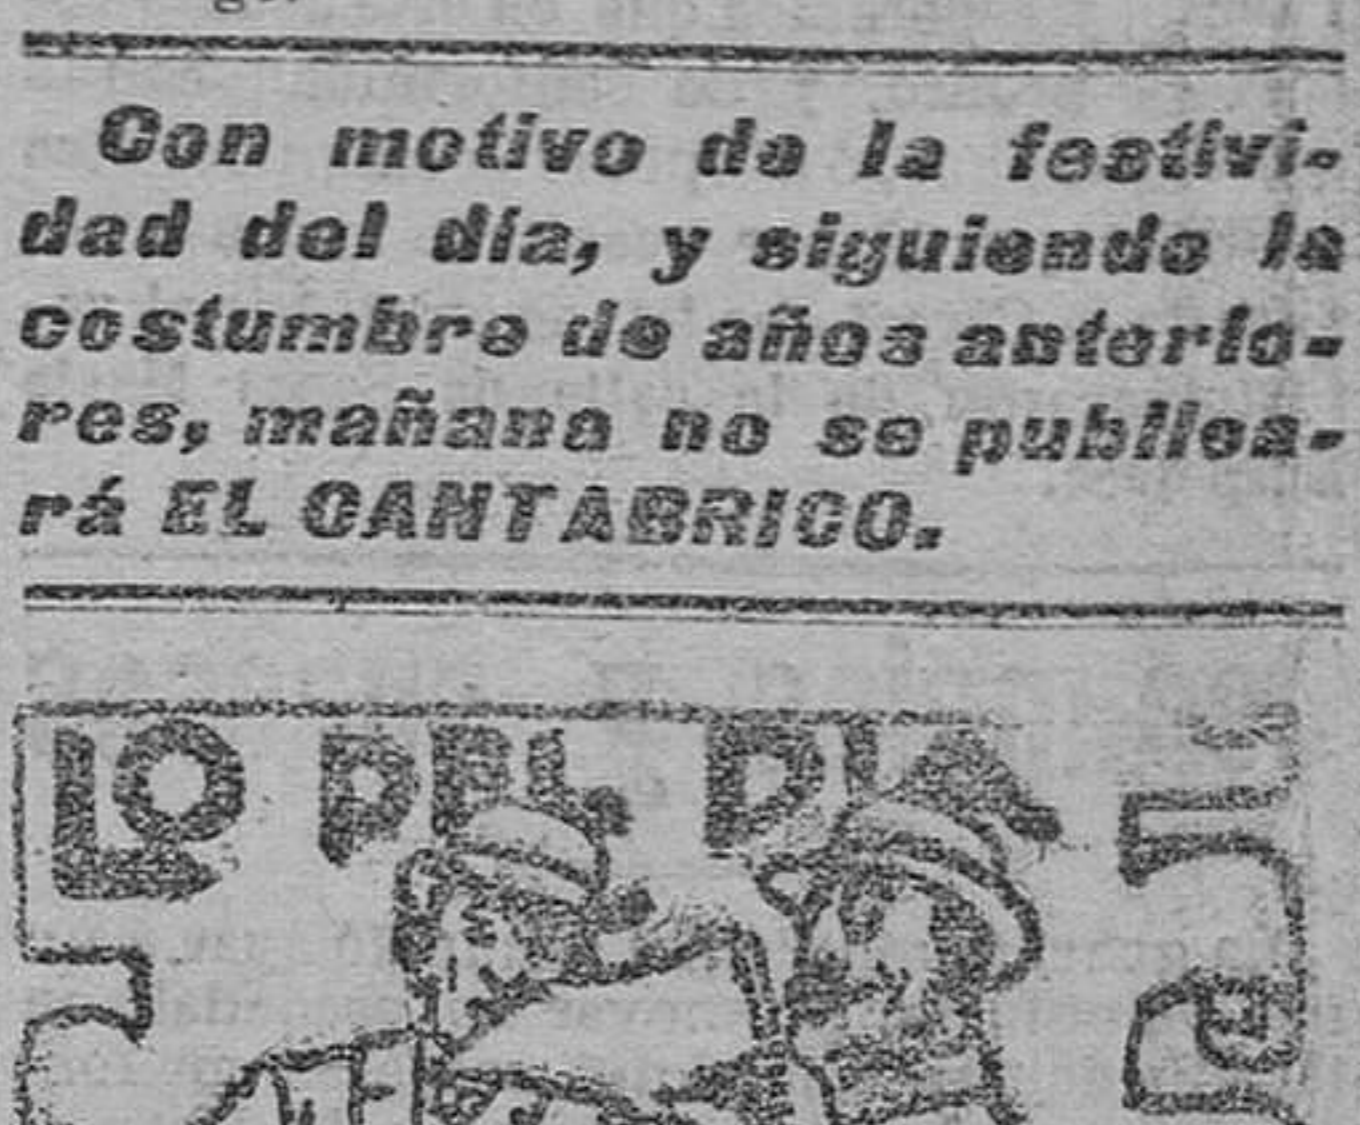 Con motivo de la festivi-
dad del día, y siguiendo la
costumbre de años anterio-
res, mañana no se publica-
rá EL CANTABRICO.
LO DEL DIA